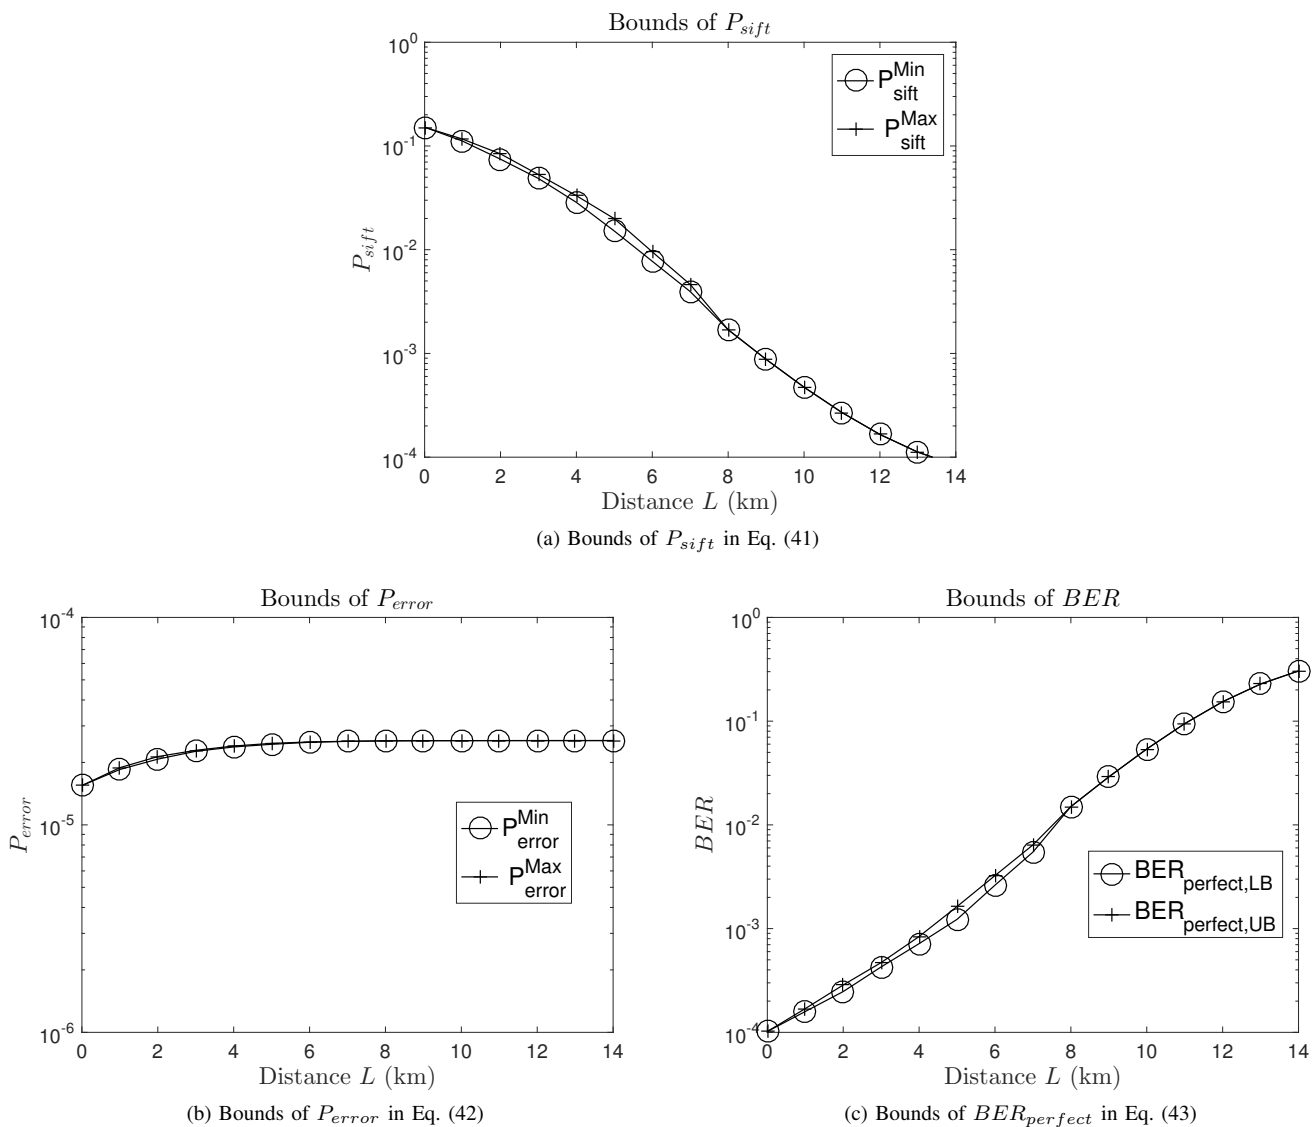 Bounds of P_sift
10^0
10^-1
10^-2
10^-3
10^-4
P_sift
P_sift^Min
P_sift^Max
0 2 4 6 8 10 12 14
Distance L (km)
(a) Bounds of P_sift in Eq. (41)
Bounds of P_error
10^-4
10^-5
10^-6
P_error
P_error^Min
P_error^Max
0 2 4 6 8 10 12 14
Distance L (km)
(b) Bounds of P_error in Eq. (42)
Bounds of BER
10^0
10^-1
10^-2
10^-3
10^-4
BER
BER_perfect,LB
BER_perfect,UB
0 2 4 6 8 10 12 14
Distance L (km)
(c) Bounds of BER_perfect in Eq. (43)